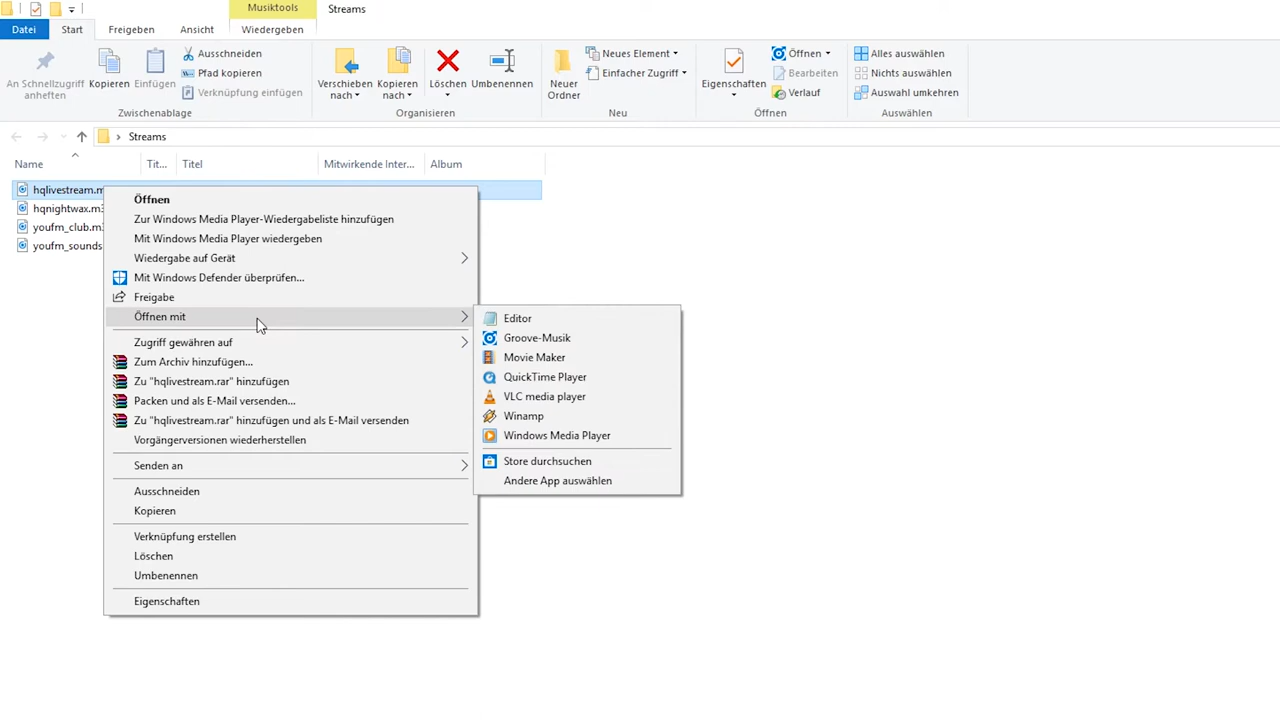 Musiktools
Streams
Datei
Start
Freigeben
Ansicht
Wiedergeben
An Schnellzugriff
anheften
Kopieren
Einfügen
Ausschneiden
Pfad kopieren
Verknüpfung einfügen
Zwischenablage
Verschieben
nach
Kopieren
nach
Löschen
Umbenennen
Organisieren
Neuer
Ordner
Neues Element
Einfacher Zugriff
Neu
Eigenschaften
Öffnen
Bearbeiten
Verlauf
Öffnen
Alles auswählen
Nichts auswählen
Auswahl umkehren
Auswählen
Streams
Name
Tit...
Titel
Mitwirkende Inter...
Album
hqlivestream.m
hqnightwax.m3
youfm_club.m3
youfm_sounds
Öffnen
Zur Windows Media Player-Wiedergabeliste hinzufügen
Mit Windows Media Player wiedergeben
Wiedergabe auf Gerät
Mit Windows Defender überprüfen...
Freigabe
Öffnen mit
Zugriff gewähren auf
Zum Archiv hinzufügen...
Zu "hqlivestream.rar" hinzufügen
Packen und als E-Mail versenden...
Zu "hqlivestream.rar" hinzufügen und als E-Mail versenden
Vorgängerversionen wiederherstellen
Senden an
Ausschneiden
Kopieren
Verknüpfung erstellen
Löschen
Umbenennen
Eigenschaften
Editor
Groove-Musik
Movie Maker
QuickTime Player
VLC media player
Winamp
Windows Media Player
Store durchsuchen
Andere App auswählen